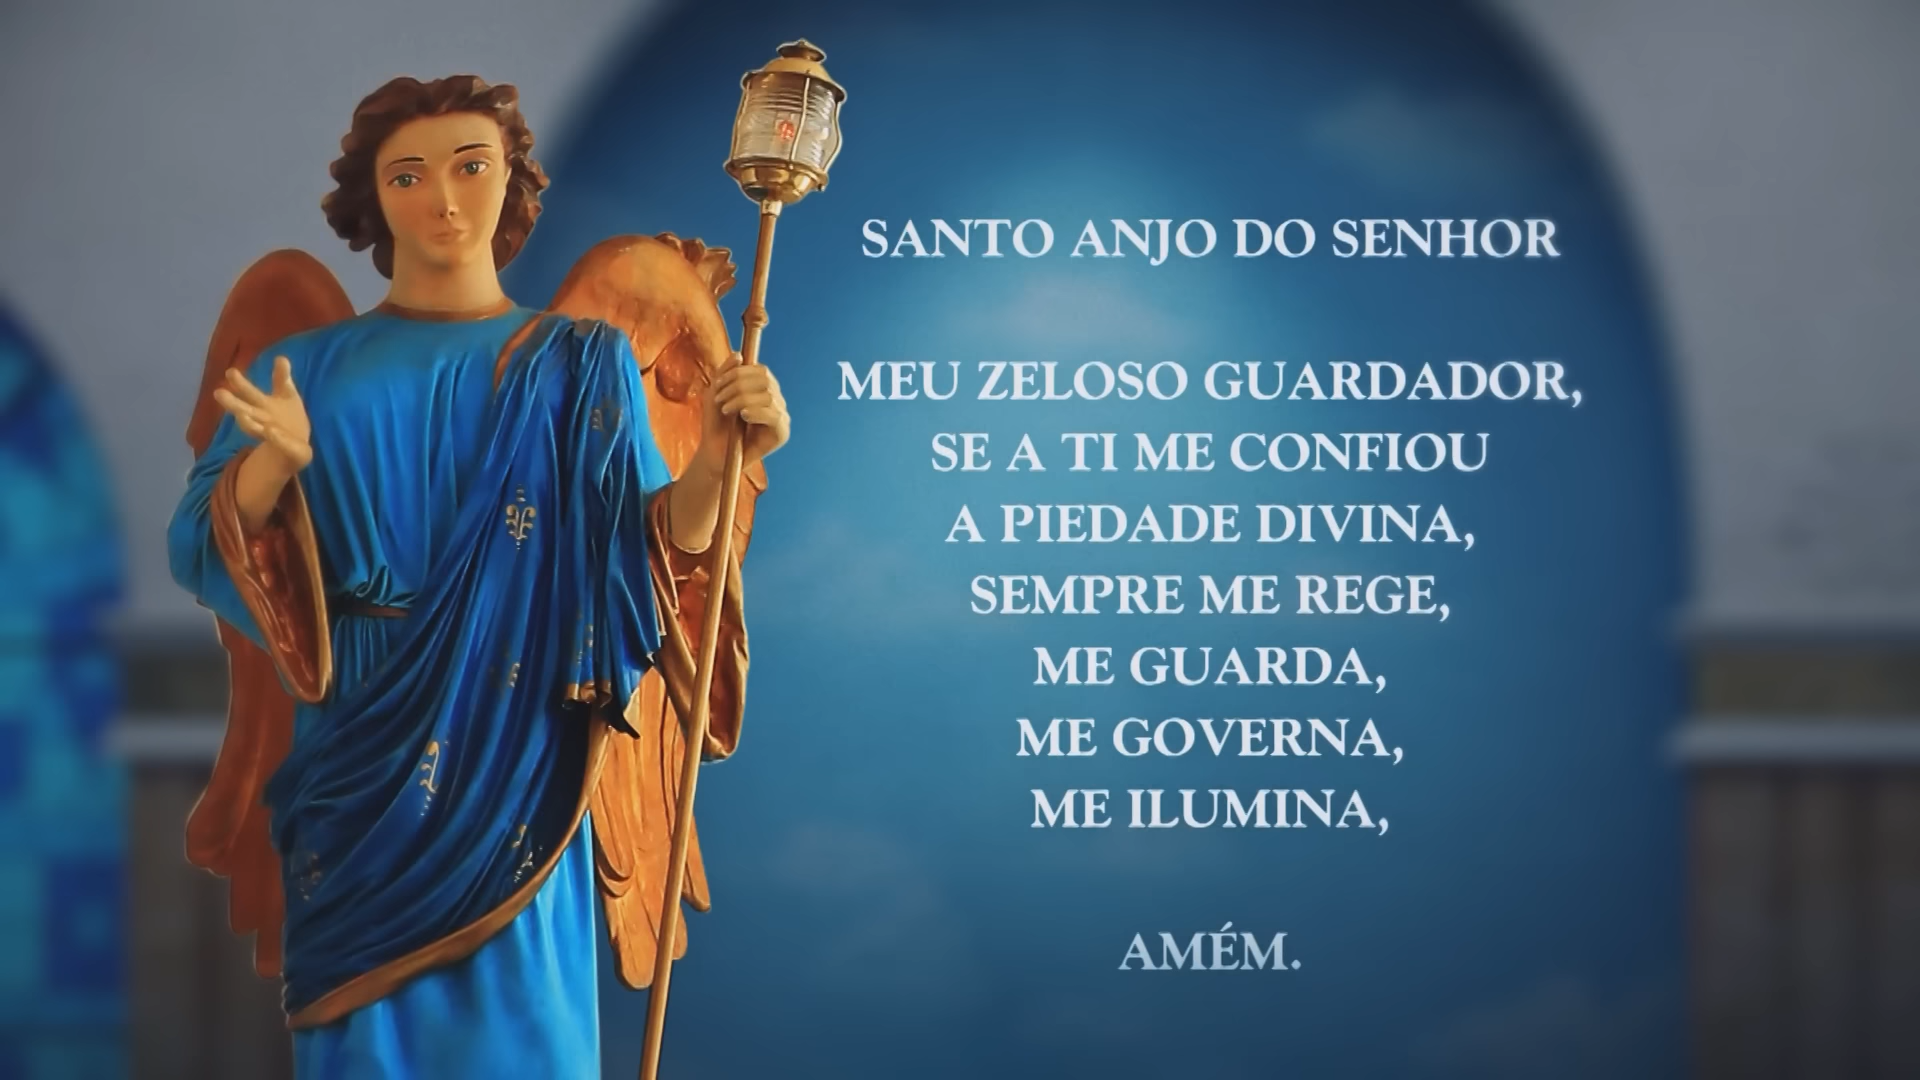 SANTO ANJO DO SENHOR
MEU ZELOSO GUARDADOR,
SE A TI ME CONFIOU
A PIEDADE DIVINA,
SEMPRE ME REGE,
ME GUARDA,
ME GOVERNA,
ME ILUMINA,
AMÉM.